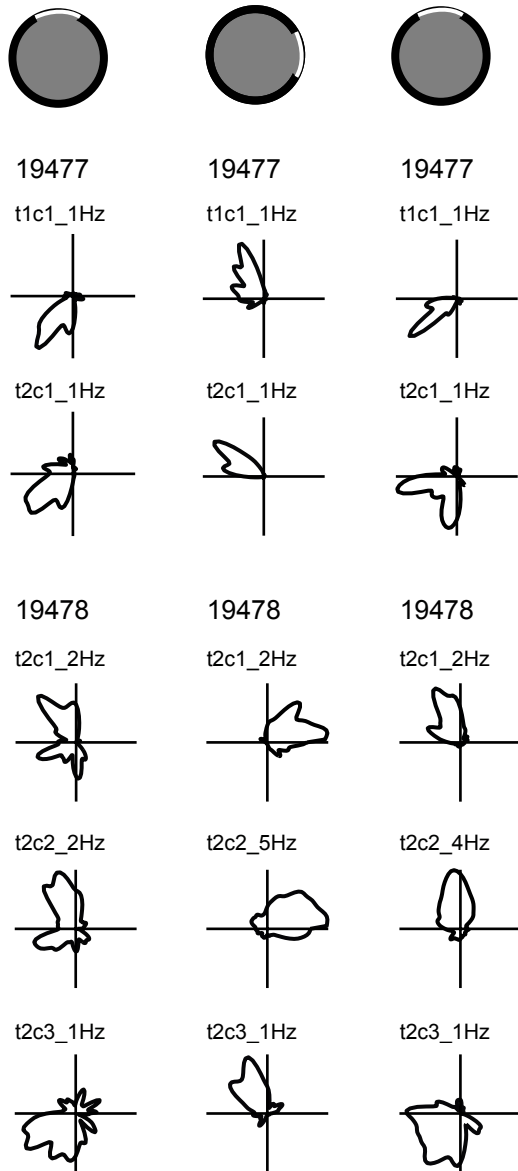 19477 19477 19477
t1c1_1Hz t1c1_1Hz t1c1_1Hz
t2c1_1Hz t2c1_1Hz t2c1_1Hz
19478 19478 19478
t2c1_2Hz t2c1_2Hz t2c1_2Hz
t2c2_2Hz t2c2_5Hz t2c2_4Hz
t2c3_1Hz t2c3_1Hz t2c3_1Hz